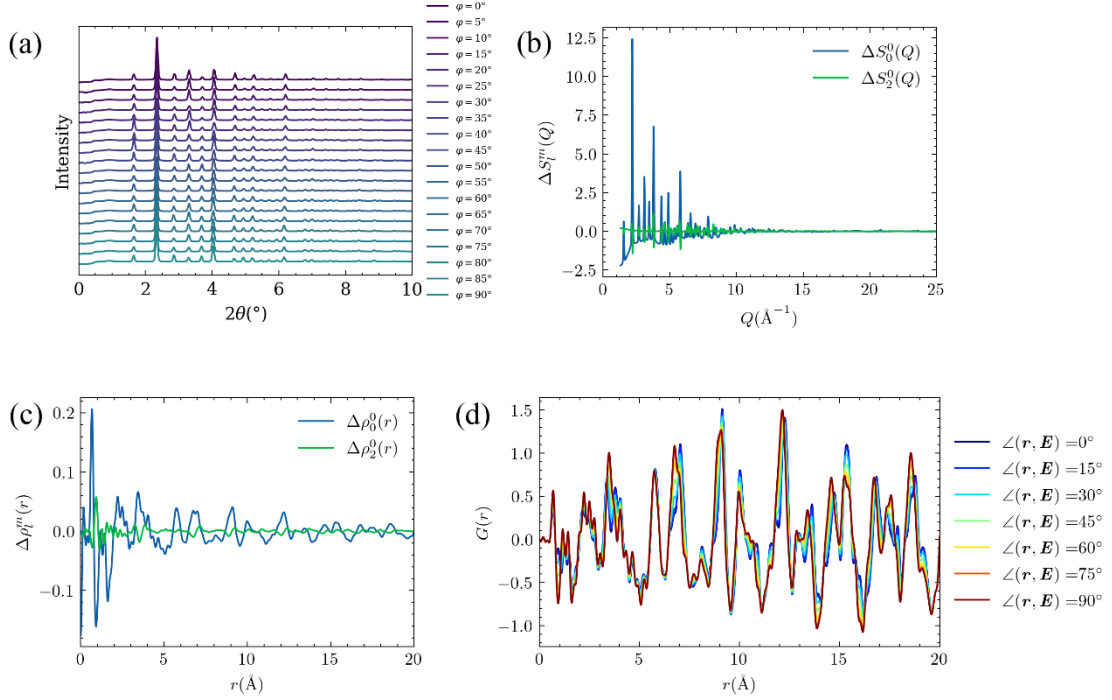 (a)
Intensity
0 2 4 6 8 10
2θ(°)
φ = 0°
φ = 5°
φ = 10°
φ = 15°
φ = 20°
φ = 25°
φ = 30°
φ = 35°
φ = 40°
φ = 45°
φ = 50°
φ = 55°
φ = 60°
φ = 65°
φ = 70°
φ = 75°
φ = 80°
φ = 85°
φ = 90°
(b)
ΔS_l^m(Q)
12.5
10.0
7.5
5.0
2.5
0.0
−2.5
0 5 10 15 20 25
Q(Å⁻¹)
ΔS_0^0(Q)
ΔS_2^0(Q)
(c)
Δρ_l^m(r)
0.2
0.1
0.0
−0.1
0 5 10 15 20
r(Å)
Δρ_0^0(r)
Δρ_2^0(r)
(d)
G(r)
1.5
1.0
0.5
0.0
−0.5
−1.0
0 5 10 15 20
r(Å)
∠(r, E) =0°
∠(r, E) =15°
∠(r, E) =30°
∠(r, E) =45°
∠(r, E) =60°
∠(r, E) =75°
∠(r, E) =90°